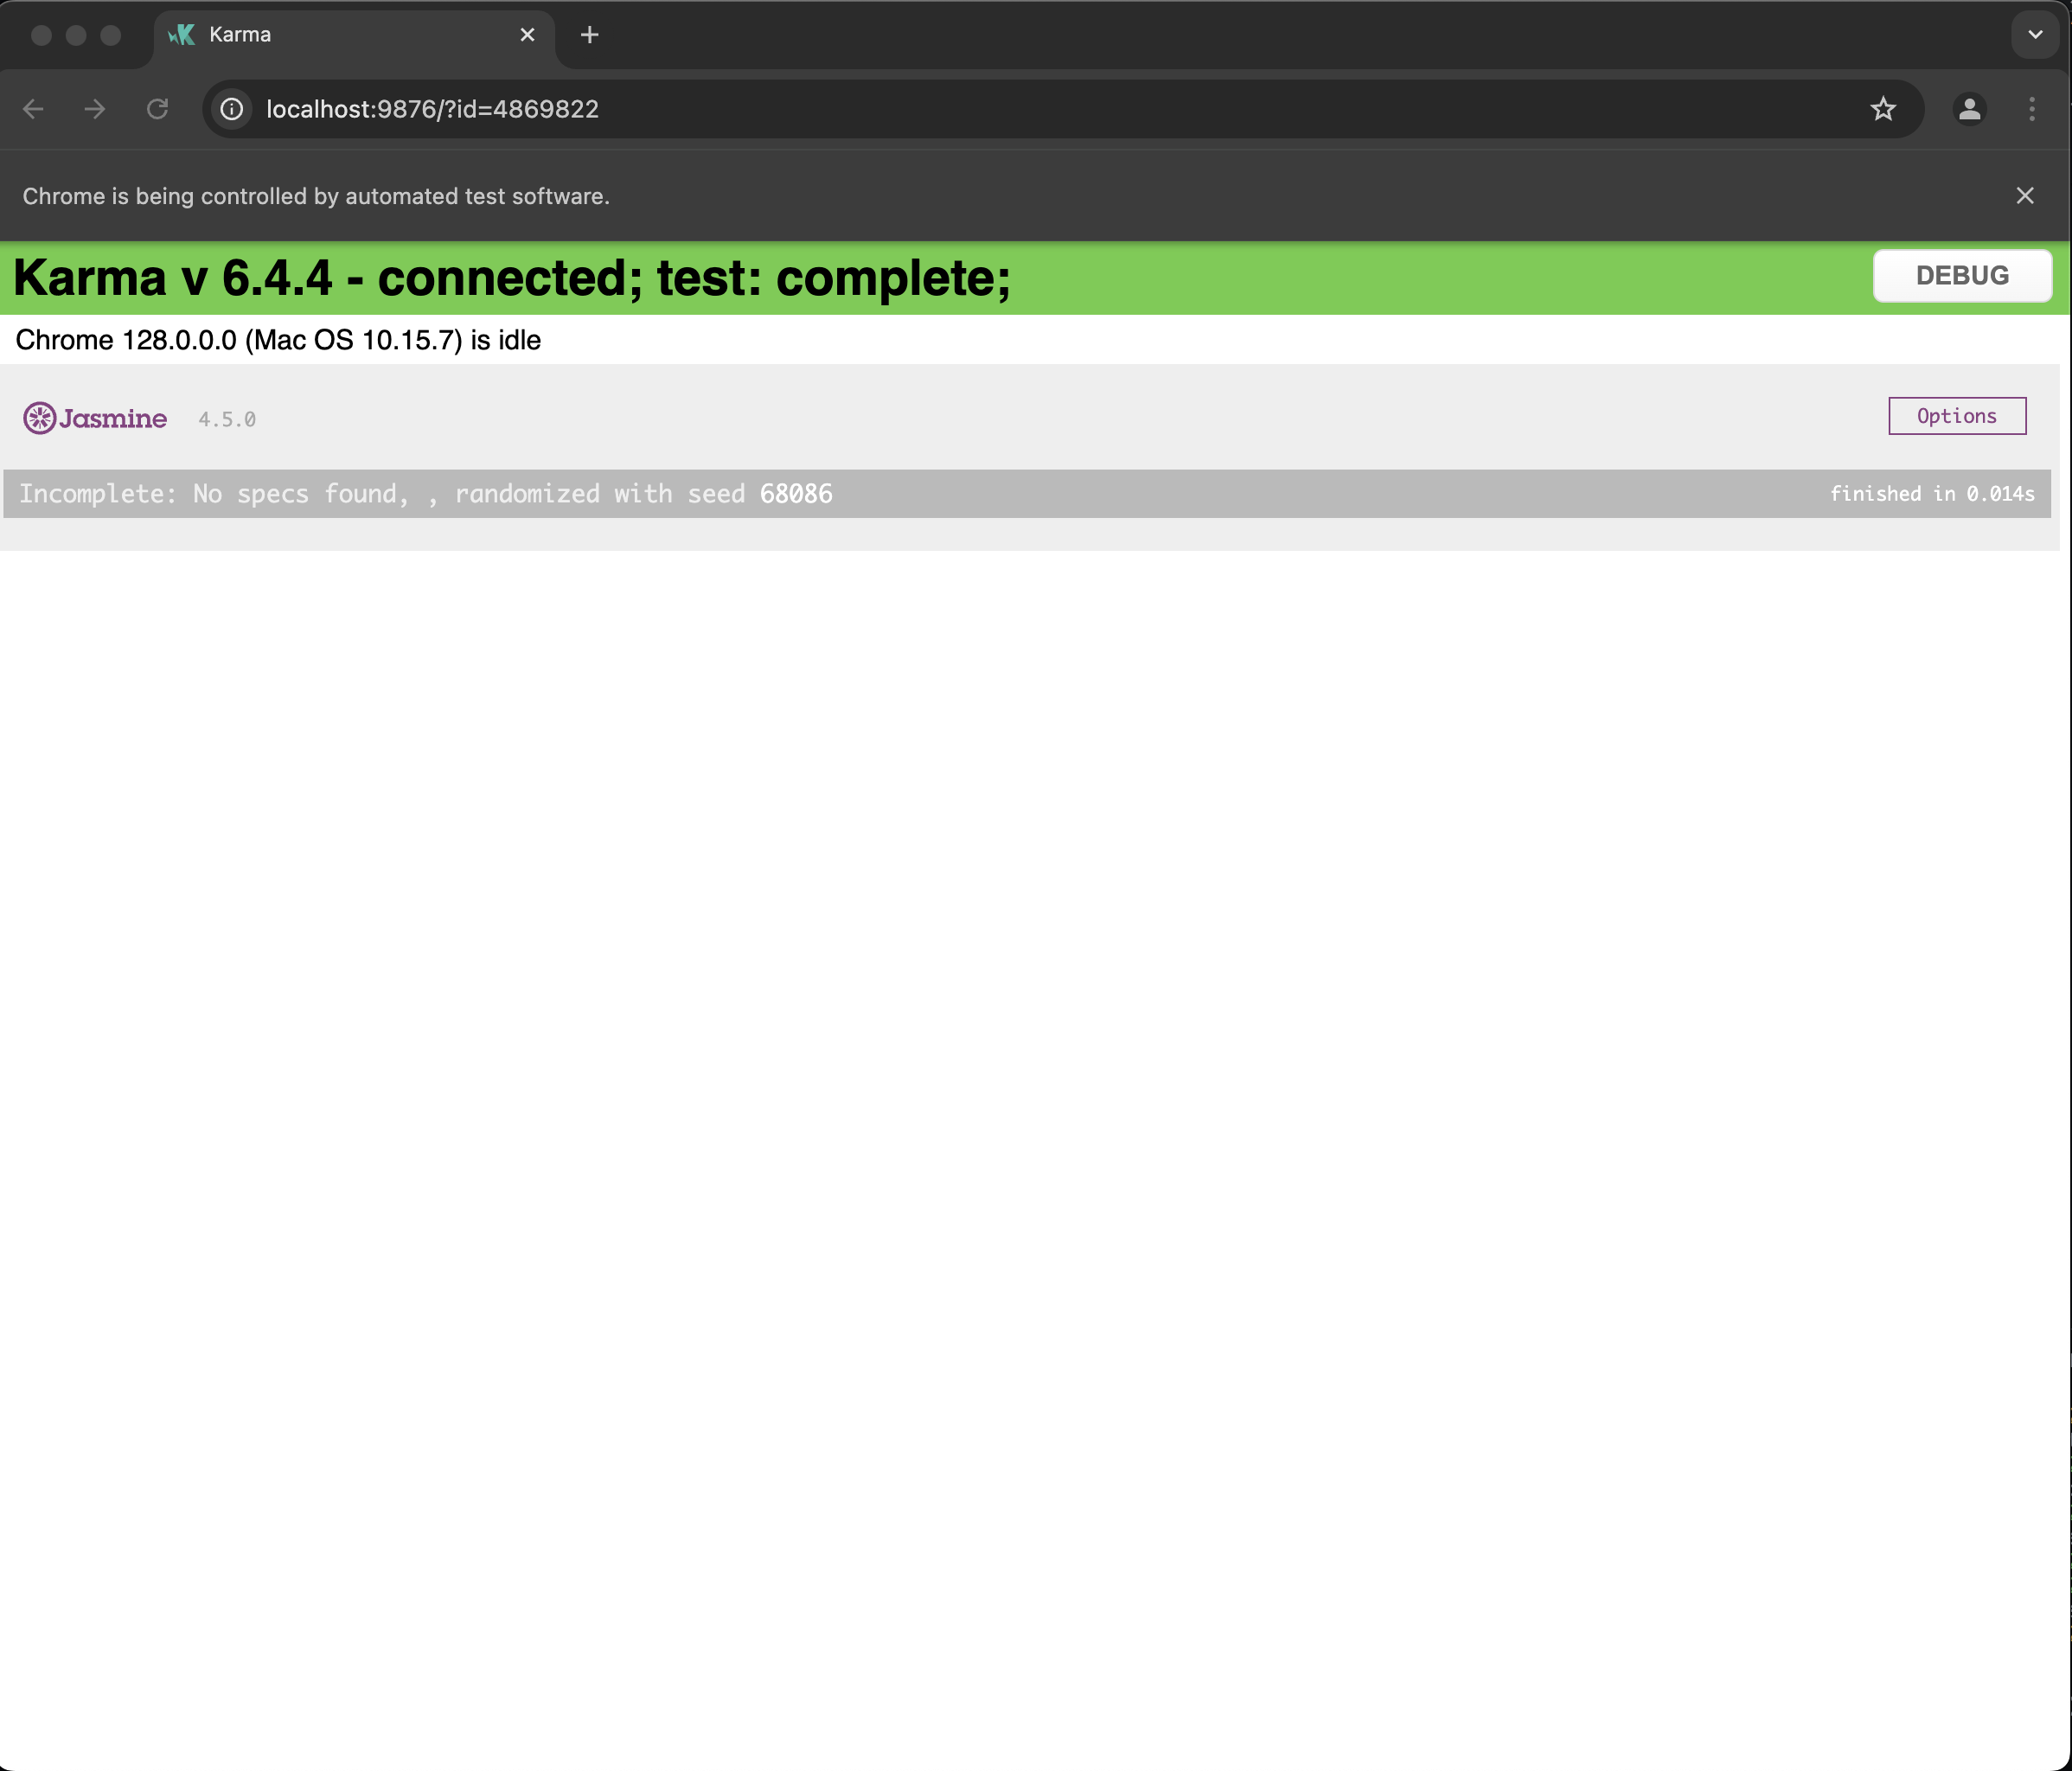 Karma
localhost:9876/?id=4869822
Chrome is being controlled by automated test software.
Karma v 6.4.4 - connected; test: complete;
DEBUG
Chrome 128.0.0.0 (Mac OS 10.15.7) is idle
Jasmine 4.5.0
Options
Incomplete: No specs found, , randomized with seed 68086
finished in 0.014s